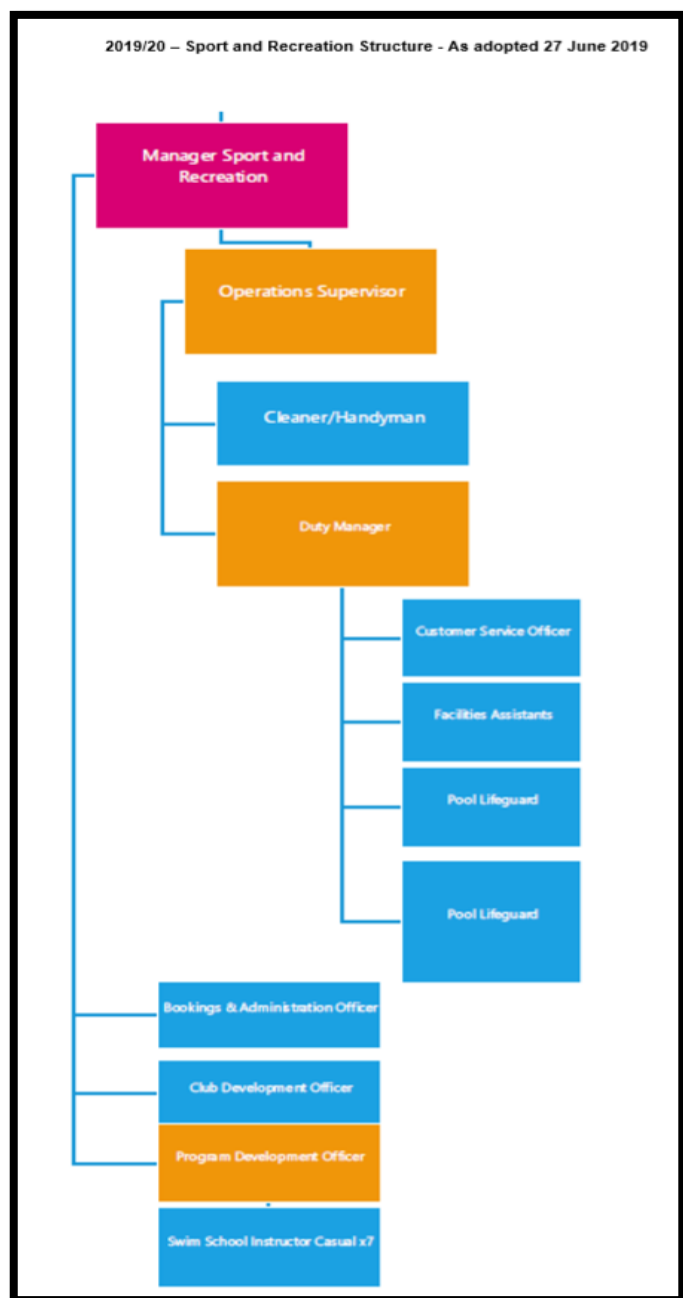 2019/20 – Sport and Recreation Structure - As adopted 27 June 2019
Manager Sport and
Recreation
Operations Supervisor
Cleaner/Handyman
Duty Manager
Customer Service Officer
Facilities Assistants
Pool Lifeguard
Pool Lifeguard
Bookings & Administration Officer
Club Development Officer
Program Development Officer
Swim School Instructor Casual x7